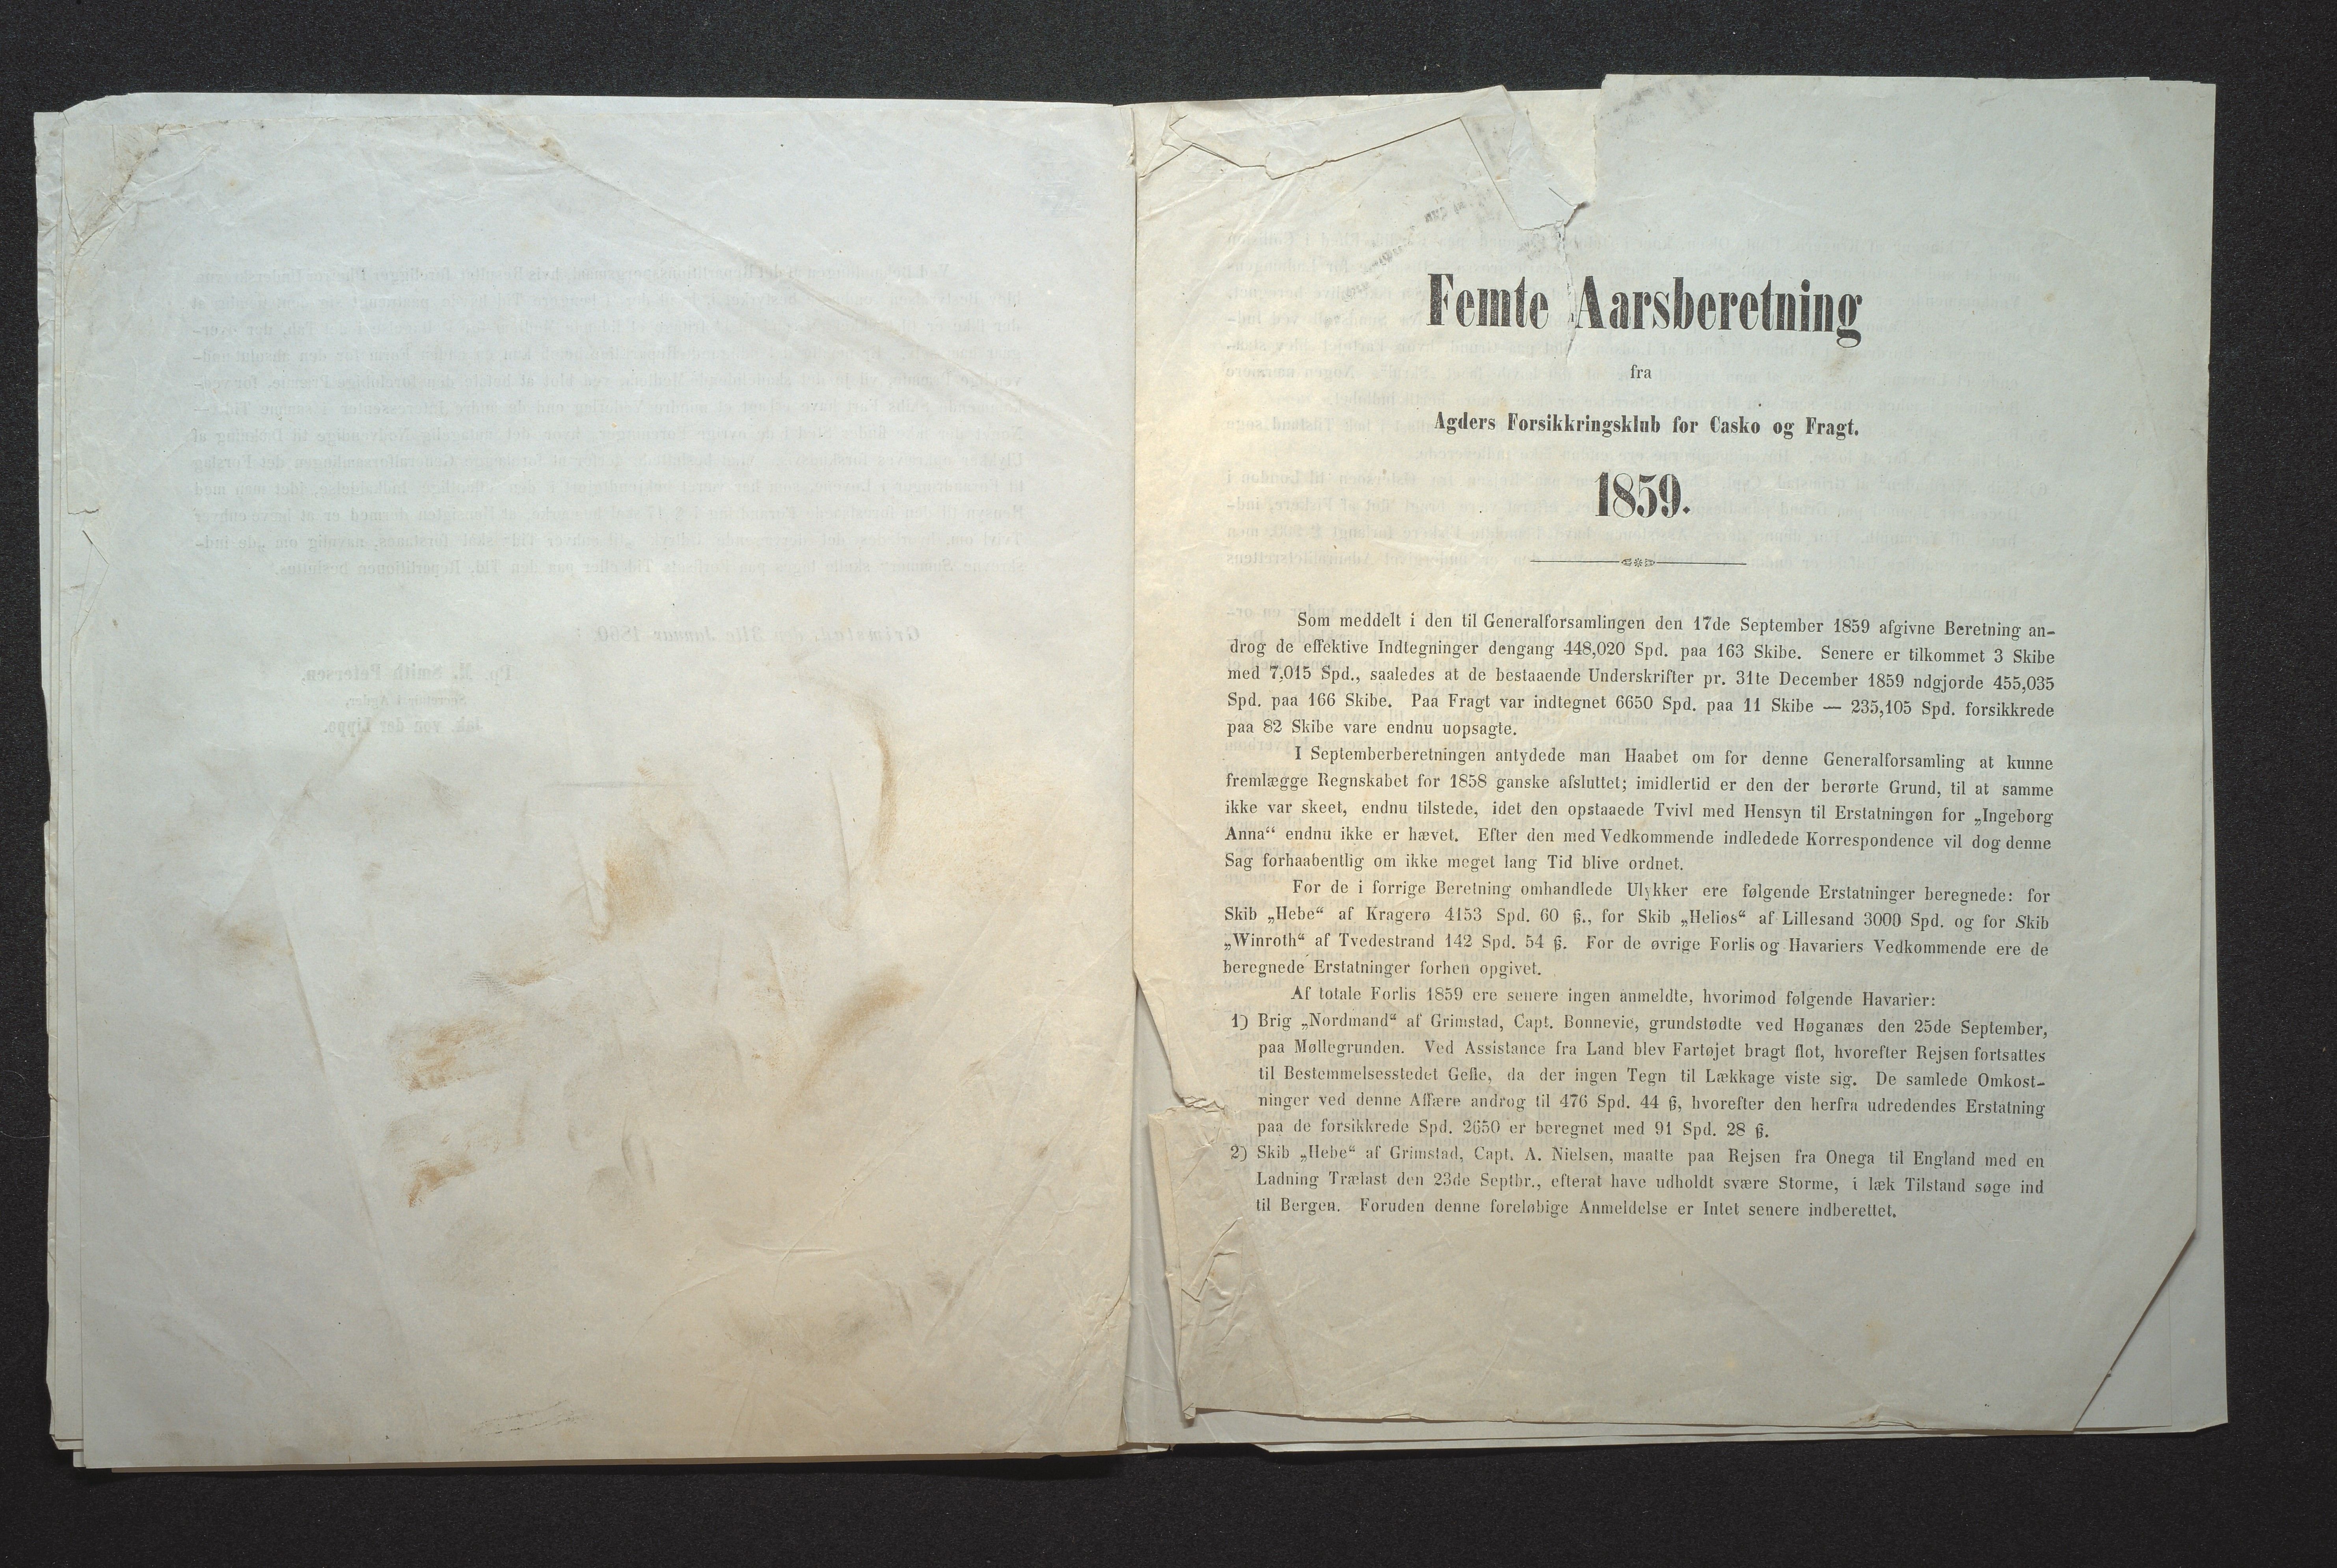 Femte Aarsberetning
fra
Agders Forsikkringsklub for Casko og Fragt.
1859.
Som meddelt i den til Generalforsamlingen den 17de September 1859 afgivne Beretning an-
drog de effektive Indtegninger dengang 448,020 Spd. paa 163 Skibe. Senere er tilkommet 3 Skibe
med 7,015 Spd., saaledes at de bestaaende Underskrifter pr. 31te December 1859 ndgjorde 455,035
Spd. paa 166 Skibe. Paa Fragt var indtegnet 6650 Spd. paa 11 Skibe — 235,105 Spd. forsikkrede
paa 82 Skibe vare endnu uopsagte.
I Septemberberetningen antydede man Haabet om for denne Generalforsamling at kunne
fremlægge Regnskabet for 1858 ganske afsluttet; imidlertid er den der berørte Grund, til at samme
ikke var skeet, endnu tilstede, idet den opstaaede Tvivl med Hensyn til Erstatningen for „Ingeborg
Anna“ endnu ikke er hævet. Efter den med Vedkommende indledede Korrespondence vil dog denne
Sag forhaabentlig om ikke meget lang Tid blive ordnet.
For de i forrige Beretning omhandlede Ulykker ere følgende Erstatninger beregnede: for
Skib „Hebe“ af Kragerø 4153 Spd. 60 ß., for Skib „Helios“ af Lillesand 3000 Spd. og for Skib
„Winroth“ af Tvedestrand 142 Spd. 54 ß. For de øvrige Forlis og Havariers Vedkommende ere de
beregnede Erstatninger forhen opgivet.
Af totale Forlis 1859 ere senere ingen anmeldte, hvorimod følgende Havarier:
1) Brig „Nordmand“ af Grimstad, Capt. Bonnevie, grundstødte ved Høganæs den 25de September,
paa Møllegrunden. Ved Assistance fra Land blev Fartøjet bragt flot, hvorefter Rejsen fortsattes
til Bestemmelsesstedet Gefle, da der ingen Tegn til Lækkage viste sig. De samlede Omkost-
ninger ved denne Affære androg til 476 Spd. 44 ß, hvorefter den herfra udredendes Erstatning
paa de forsikkrede Spd. 2650 er beregnet med 91 Spd. 28 ß.
2) Skib „Hebe“ af Grimstad, Capt. A. Nielsen, maatte paa Rejsen fra Onega til England med en
Ladning Trælast den 23de Septbr., efterat have udholdt svære Storme, i læk Tilstand søge ind
til Bergen. Foruden denne foreløbige Anmeldelse er Intet senere indberettet.